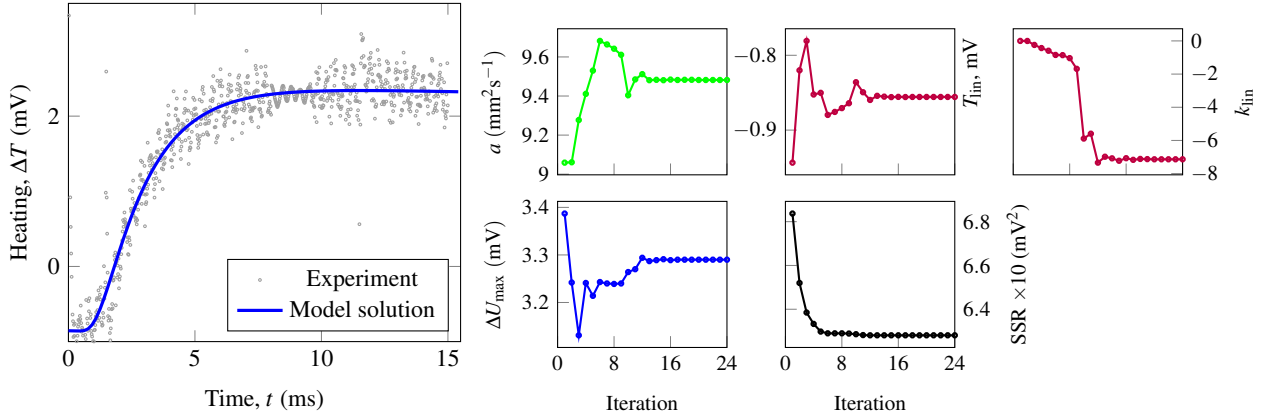 Heating, ΔT (mV)
2
0
0
5
10
15
Time, t (ms)
Experiment
Model solution
a (mm²s⁻¹)
9.6
9.4
9.2
9
−0.8
−0.9
T_lin, mV
0
−2
−4
−6
−8
k_lin
ΔU_max (mV)
3.4
3.3
3.2
0
8
16
24
Iteration
6.8
6.6
6.4
SSR ×10 (mV²)
0
8
16
24
Iteration